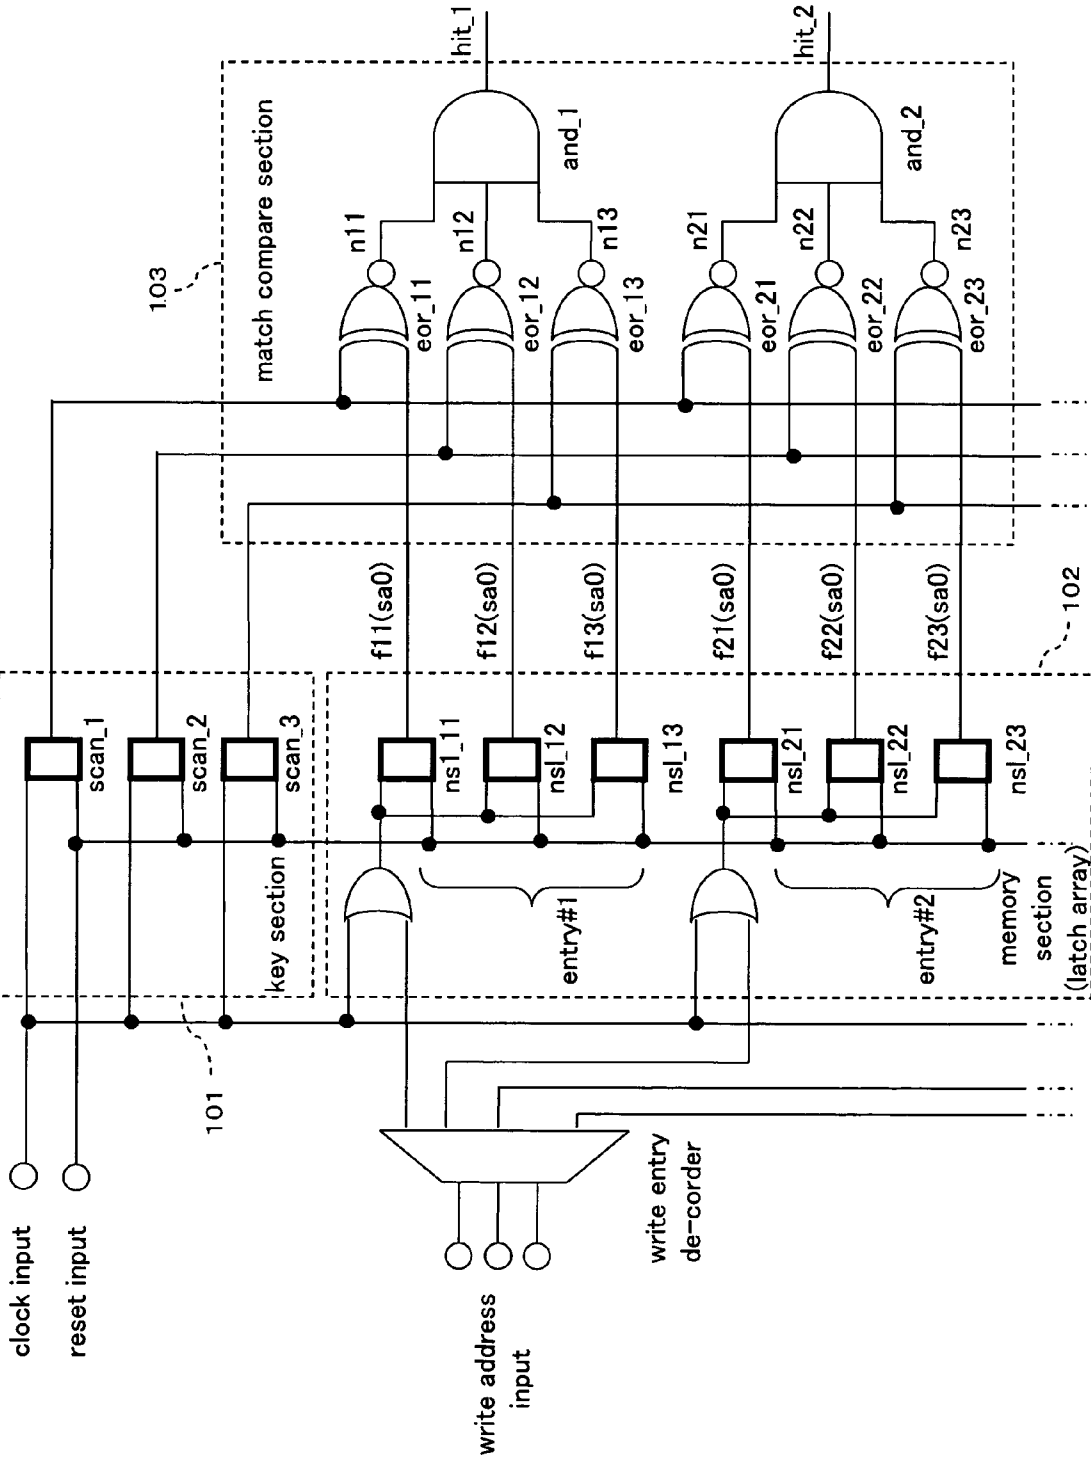 clock input
reset input
write address
input
write entry
de-corder
101
key section
scan_1
scan_2
scan_3
entry#1
entry#2
memory
section
(latch array)
ns1_11
nsl_12
nsl_13
nsl_21
nsl_22
nsl_23
102
f11(sa0)
f12(sa0)
f13(sa0)
f21(sa0)
f22(sa0)
f23(sa0)
103
match compare section
eor_11
eor_12
eor_13
eor_21
eor_22
eor_23
n11
n12
n13
n21
n22
n23
and_1
and_2
hit_1
hit_2